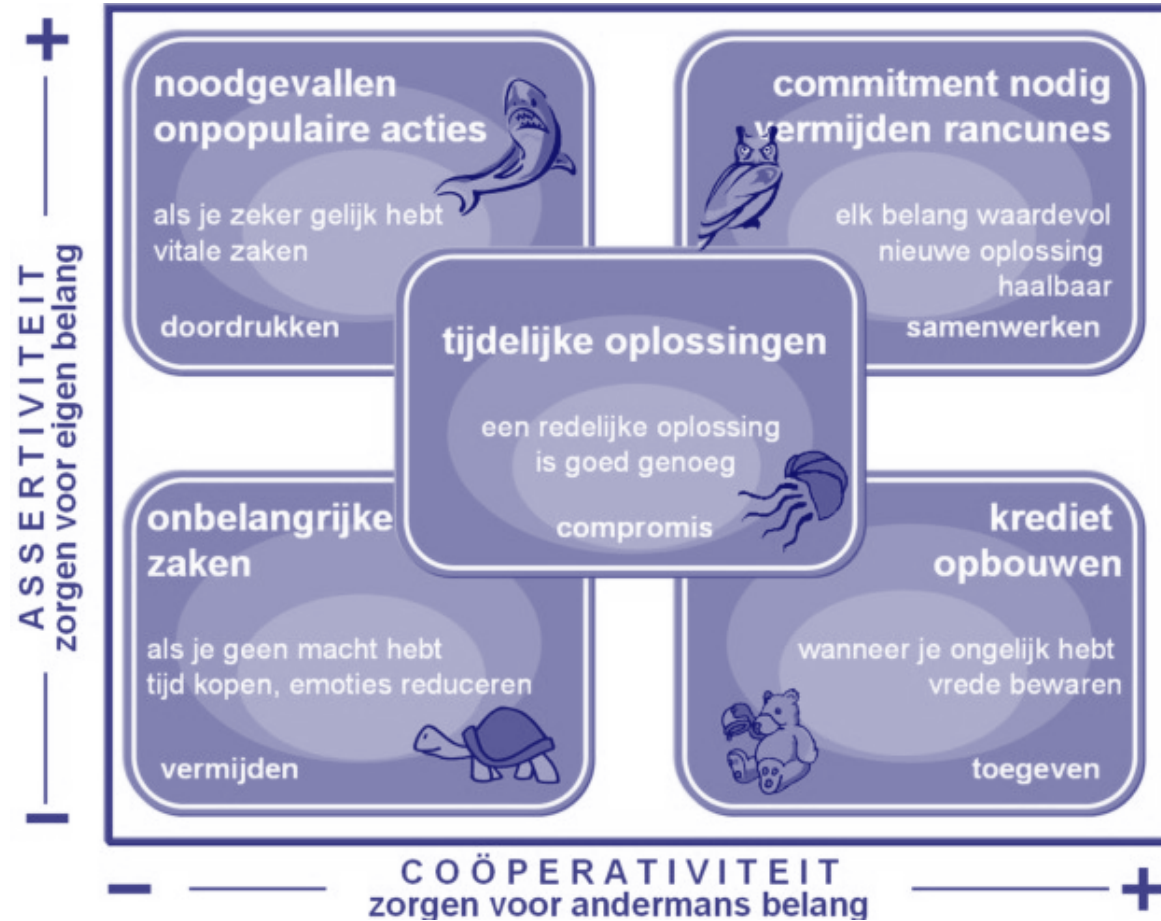 +
ASSERTIVITEIT
zorgen voor eigen belang
−
noodgevallen
onpopulaire acties
als je zeker gelijk hebt
vitale zaken
doordrukken
commitment nodig
vermijden rancunes
elk belang waardevol
nieuwe oplossing
haalbaar
samenwerken
tijdelijke oplossingen
een redelijke oplossing
is goed genoeg
compromis
onbelangrijke
zaken
als je geen macht hebt
tijd kopen, emoties reduceren
vermijden
krediet
opbouwen
wanneer je ongelijk hebt
vrede bewaren
toegeven
− COÖPERATIVITEIT +
zorgen voor andermans belang